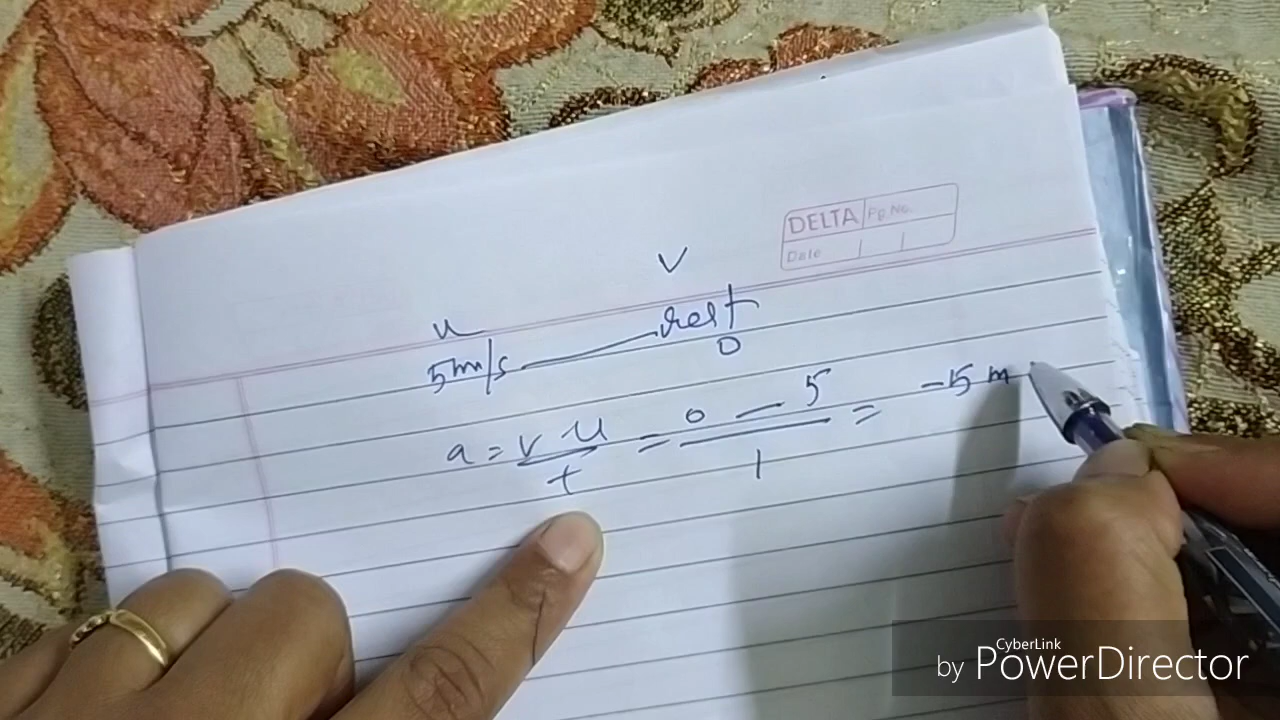 DELTA Pg No.
Date
v
u
rest
5m/s
0
a = v-u/t = 0 - 5/1 = -5 m
CyberLink
by PowerDirector